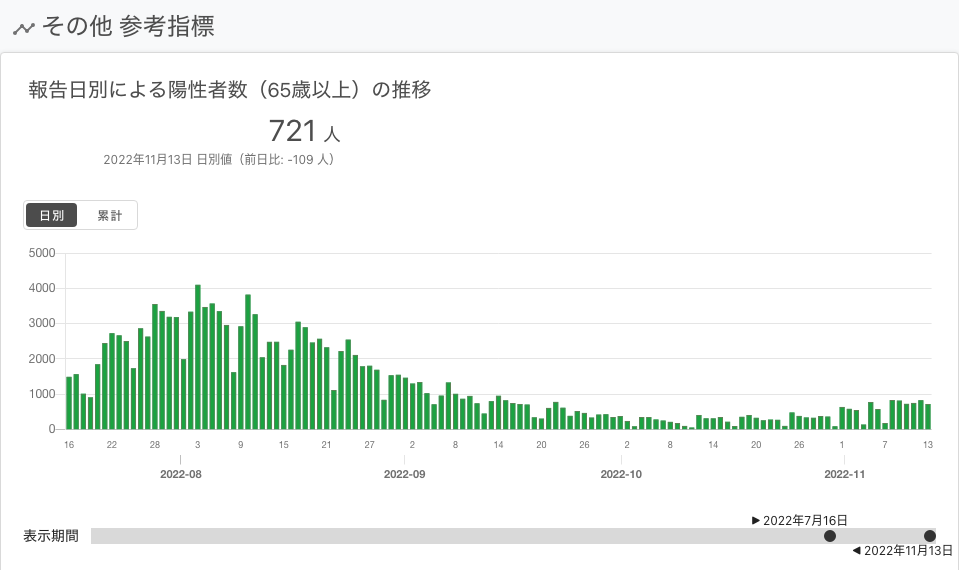 その他 参考指標
報告日別による陽性者数（65歳以上）の推移
721 人
2022年11月13日 日別値（前日比: -109 人）
日別 累計
5000
4000
3000
2000
1000
0
16 22 28 3 9 15 21 27 2 8 14 20 26 2 8 14 20 26 1 7 13
2022-08 2022-09 2022-10 2022-11
▶ 2022年7月16日
表示期間
◀ 2022年11月13日